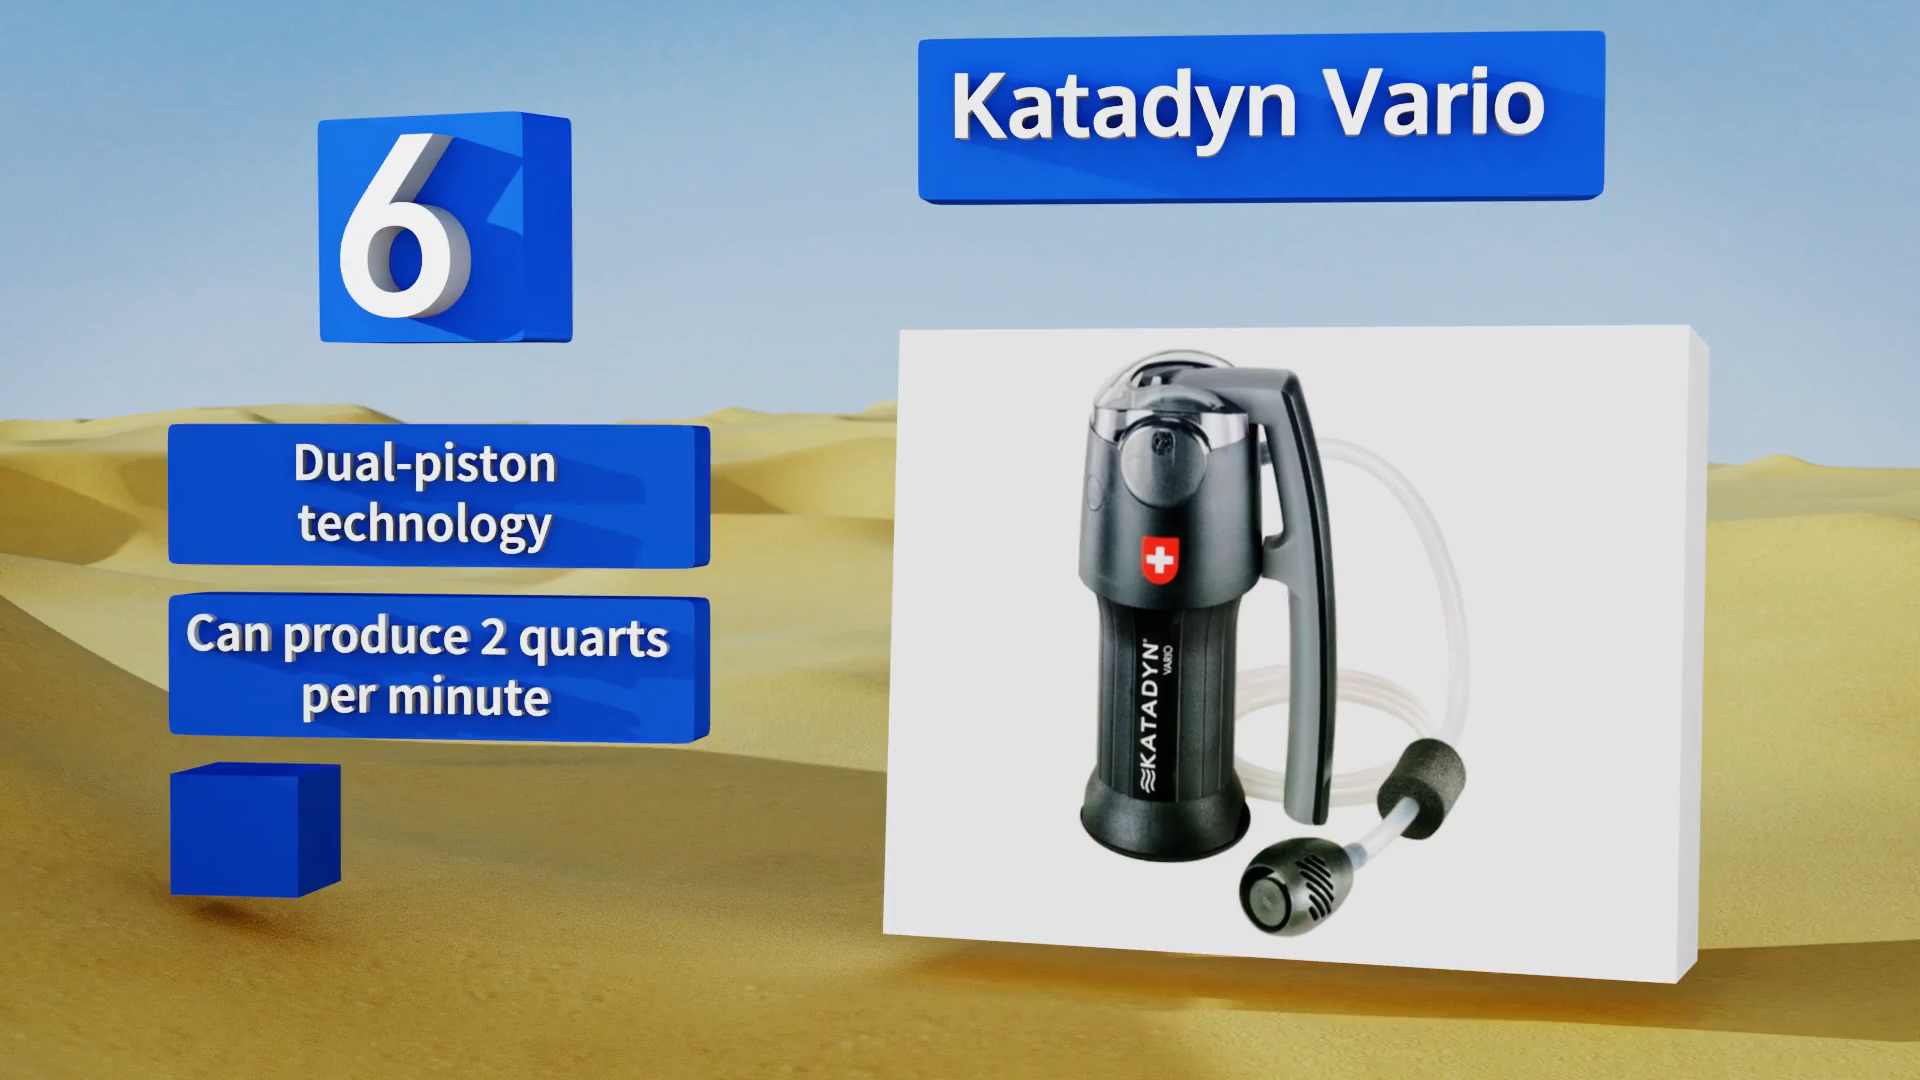 6
Katadyn Vario
Dual-piston
technology
Can produce 2 quarts
per minute
KATADYN®
VARIO